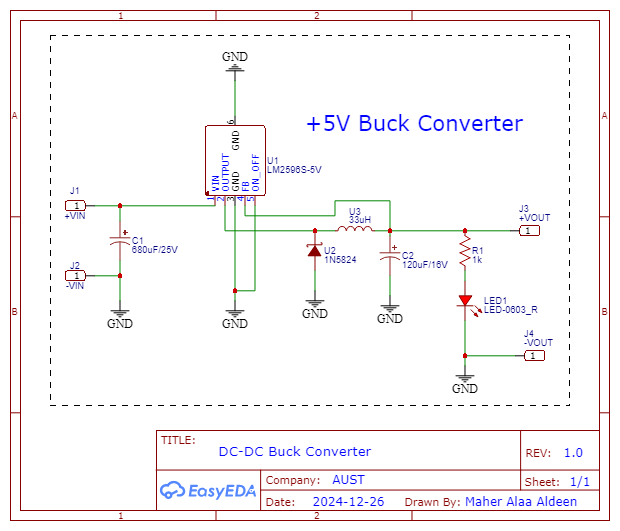 1 2
A A
B B
GND
+5V Buck Converter
6
GND
U1
LM2596S-5V
VIN
OUTPUT
GND
FB
ON_OFF
1 2 3 4 5
J1
1
+VIN
C1
680uF/25V
J2
1
-VIN
GND
GND
U3
33uH
U2
1N5824
GND
C2
120uF/16V
GND
J3
+VOUT
1
R1
1k
LED1
LED-0603_R
J4
-VOUT
1
GND
TITLE:
DC-DC Buck Converter
REV: 1.0
EasyEDA
Company: AUST
Sheet: 1/1
Date: 2024-12-26 Drawn By: Maher Alaa Aldeen
1 2